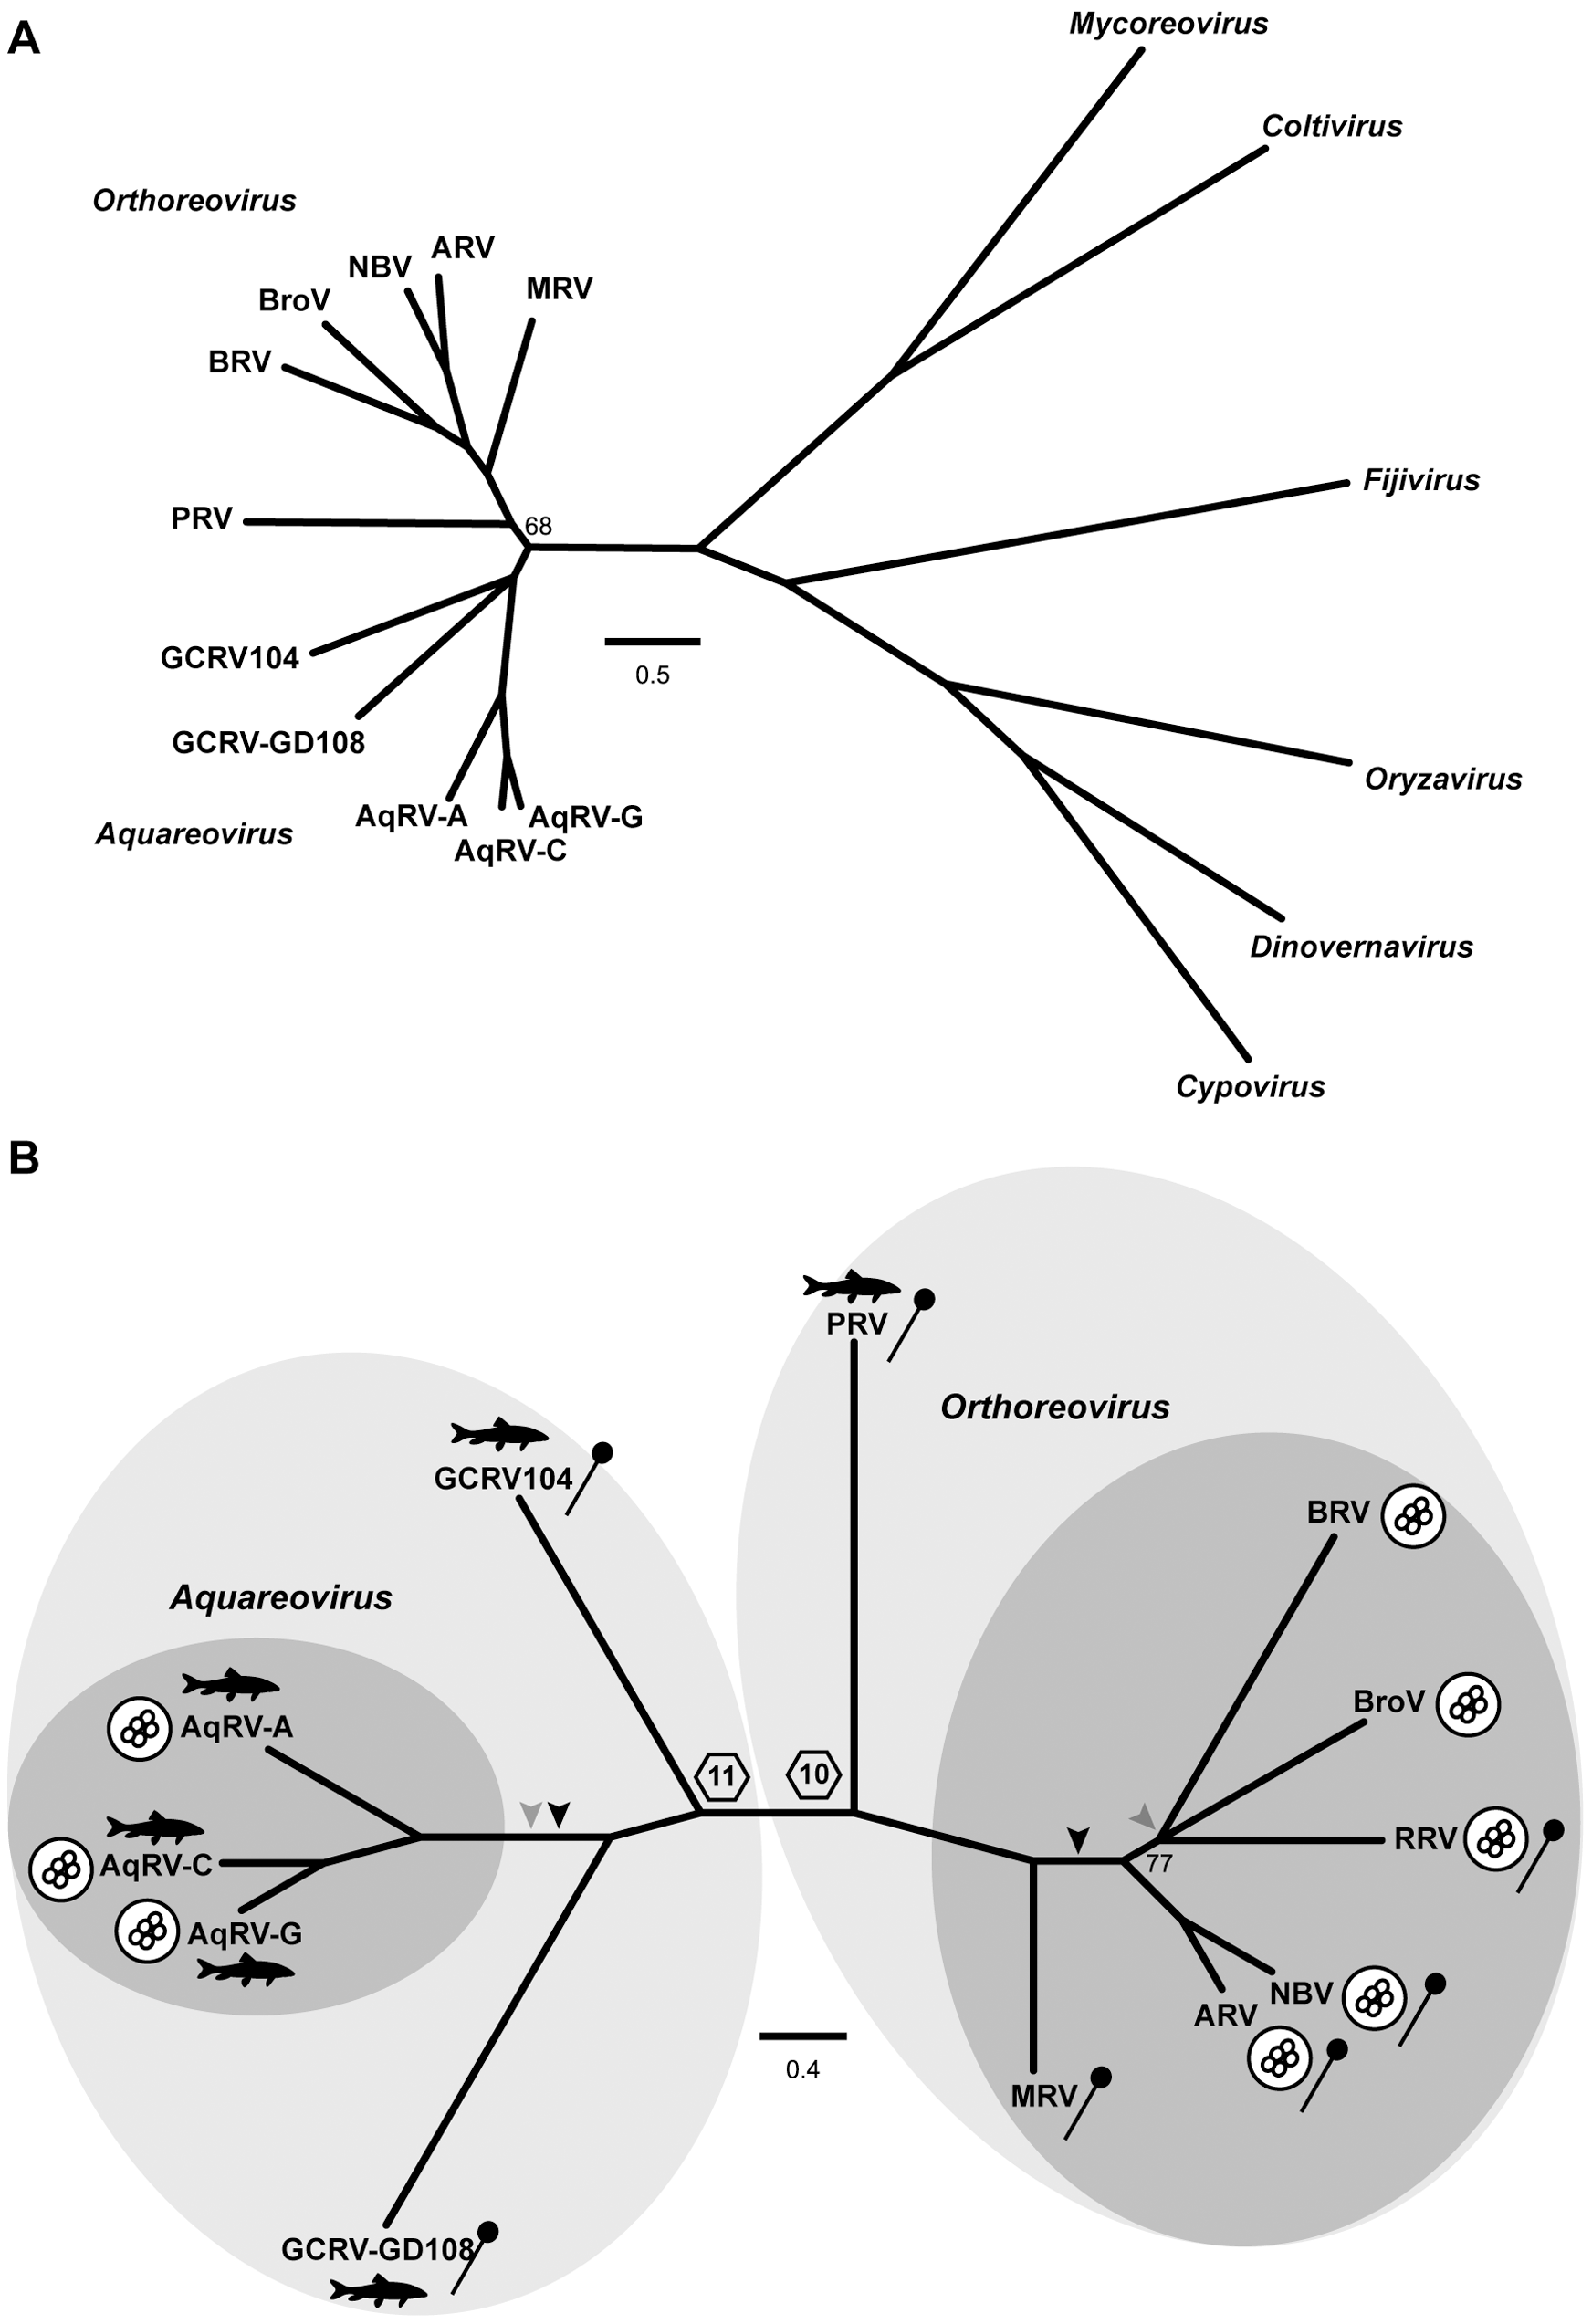 A
Mycoreovirus
Coltivirus
Orthoreovirus
ARV
NBV
MRV
BroV
BRV
Fijivirus
PRV
68
GCRV104
0.5
GCRV-GD108
Oryzavirus
AqRV-A
AqRV-G
Aquareovirus
AqRV-C
Dinovernavirus
Cypovirus
B
PRV
Orthoreovirus
GCRV104
BRV
Aquareovirus
BroV
AqRV-A
11
10
RRV
AqRV-C
77
AqRV-G
NBV
ARV
0.4
MRV
GCRV-GD108